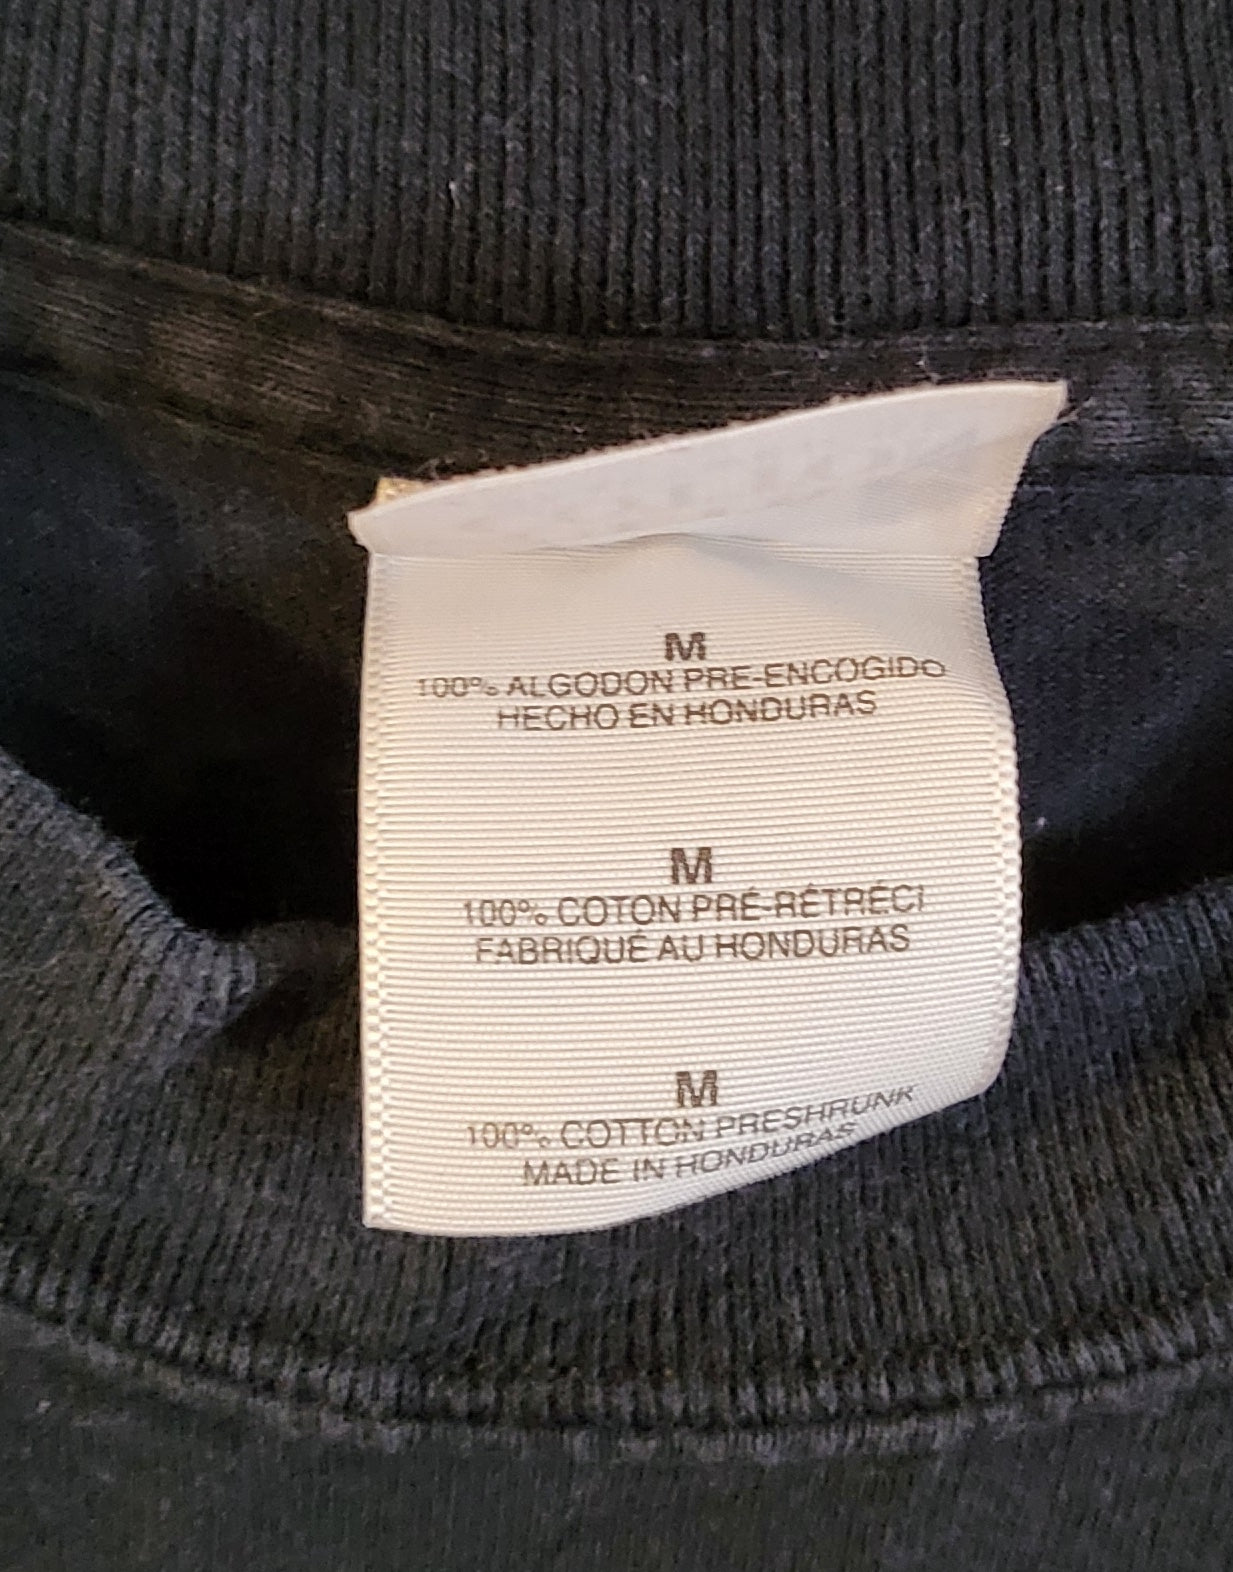 M
100% ALGODON PRE-ENCOGIDO
HECHO EN HONDURAS
M
100% COTON PRÉ-RÉTRÉCI
FABRIQUÉ AU HONDURAS
M
100% COTTON PRESHRUNK
MADE IN HONDURAS